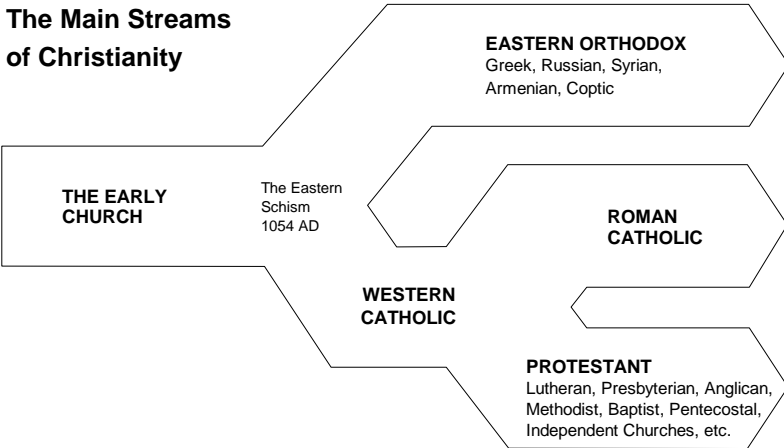 The Main Streams
of Christianity
EASTERN ORTHODOX
Greek, Russian, Syrian,
Armenian, Coptic
THE EARLY
CHURCH
The Eastern
Schism
1054 AD
ROMAN
CATHOLIC
WESTERN
CATHOLIC
PROTESTANT
Lutheran, Presbyterian, Anglican,
Methodist, Baptist, Pentecostal,
Independent Churches, etc.